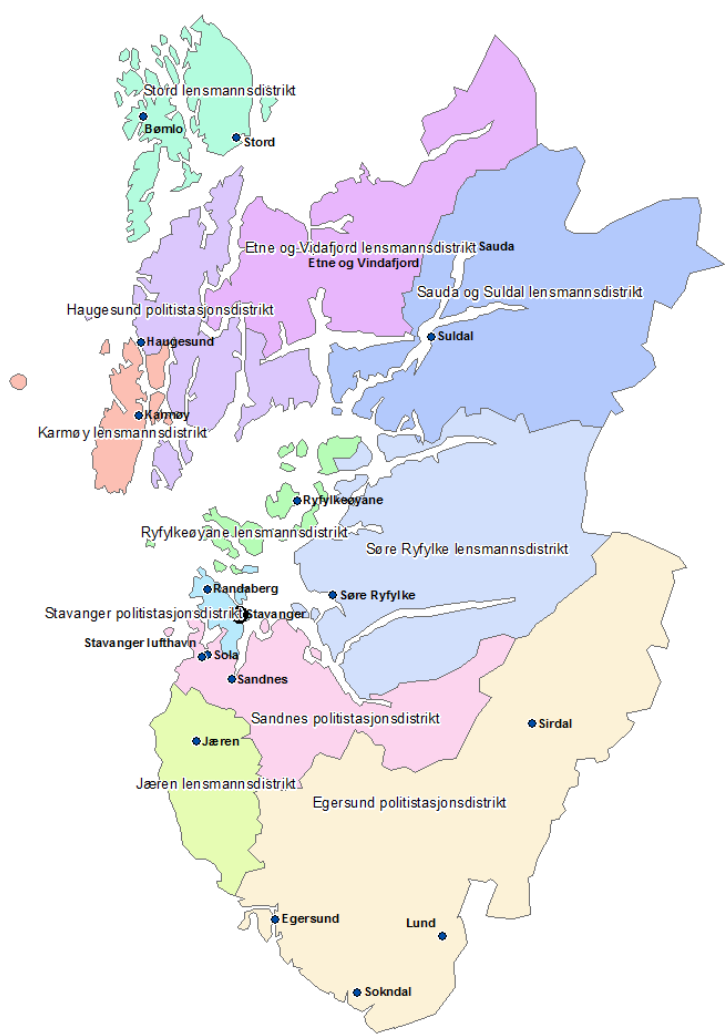 Stord lensmannsdistrikt
Bømlo
Stord
Etne og Vidafjord lensmannsdistrikt
Sauda
Etne og Vindafjord
Sauda og Suldal lensmannsdistrikt
Haugesund politistasjonsdistrikt
Suldal
Haugesund
Karmøy
Karmøy lensmannsdistrikt
Ryfylkeøyane
Ryfylkeøyane lensmannsdistrikt
Søre Ryfylke lensmannsdistrikt
Randaberg
Søre Ryfylke
Stavanger politistasjonsdistrikt
Stavanger
Stavanger lufthavn
Sola
Sandnes
Sandnes politistasjonsdistrikt
Sirdal
Jæren
Jæren lensmannsdistrikt
Egersund politistasjonsdistrikt
Egersund
Lund
Sokndal